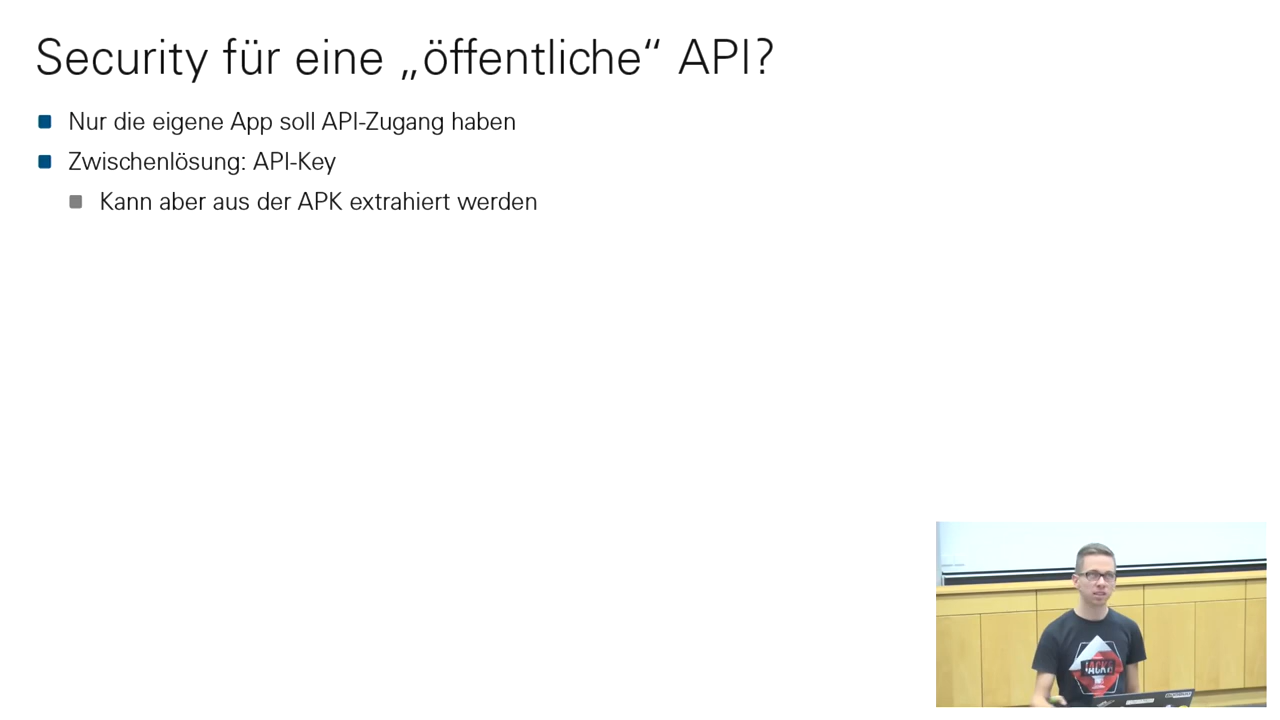 Security für eine „öffentliche“ API?
Nur die eigene App soll API-Zugang haben
Zwischenlösung: API-Key
Kann aber aus der APK extrahiert werden